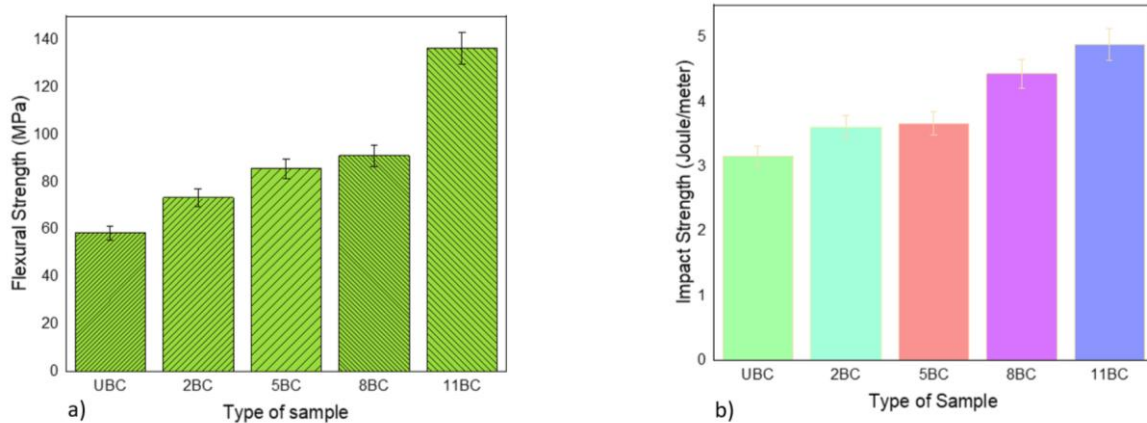 Flexural Strength (MPa)
140
120
100
80
60
40
20
0
UBC 2BC 5BC 8BC 11BC
Type of sample
a)
Impact Strength (Joule/meter)
5
4
3
2
1
0
UBC 2BC 5BC 8BC 11BC
Type of Sample
b)